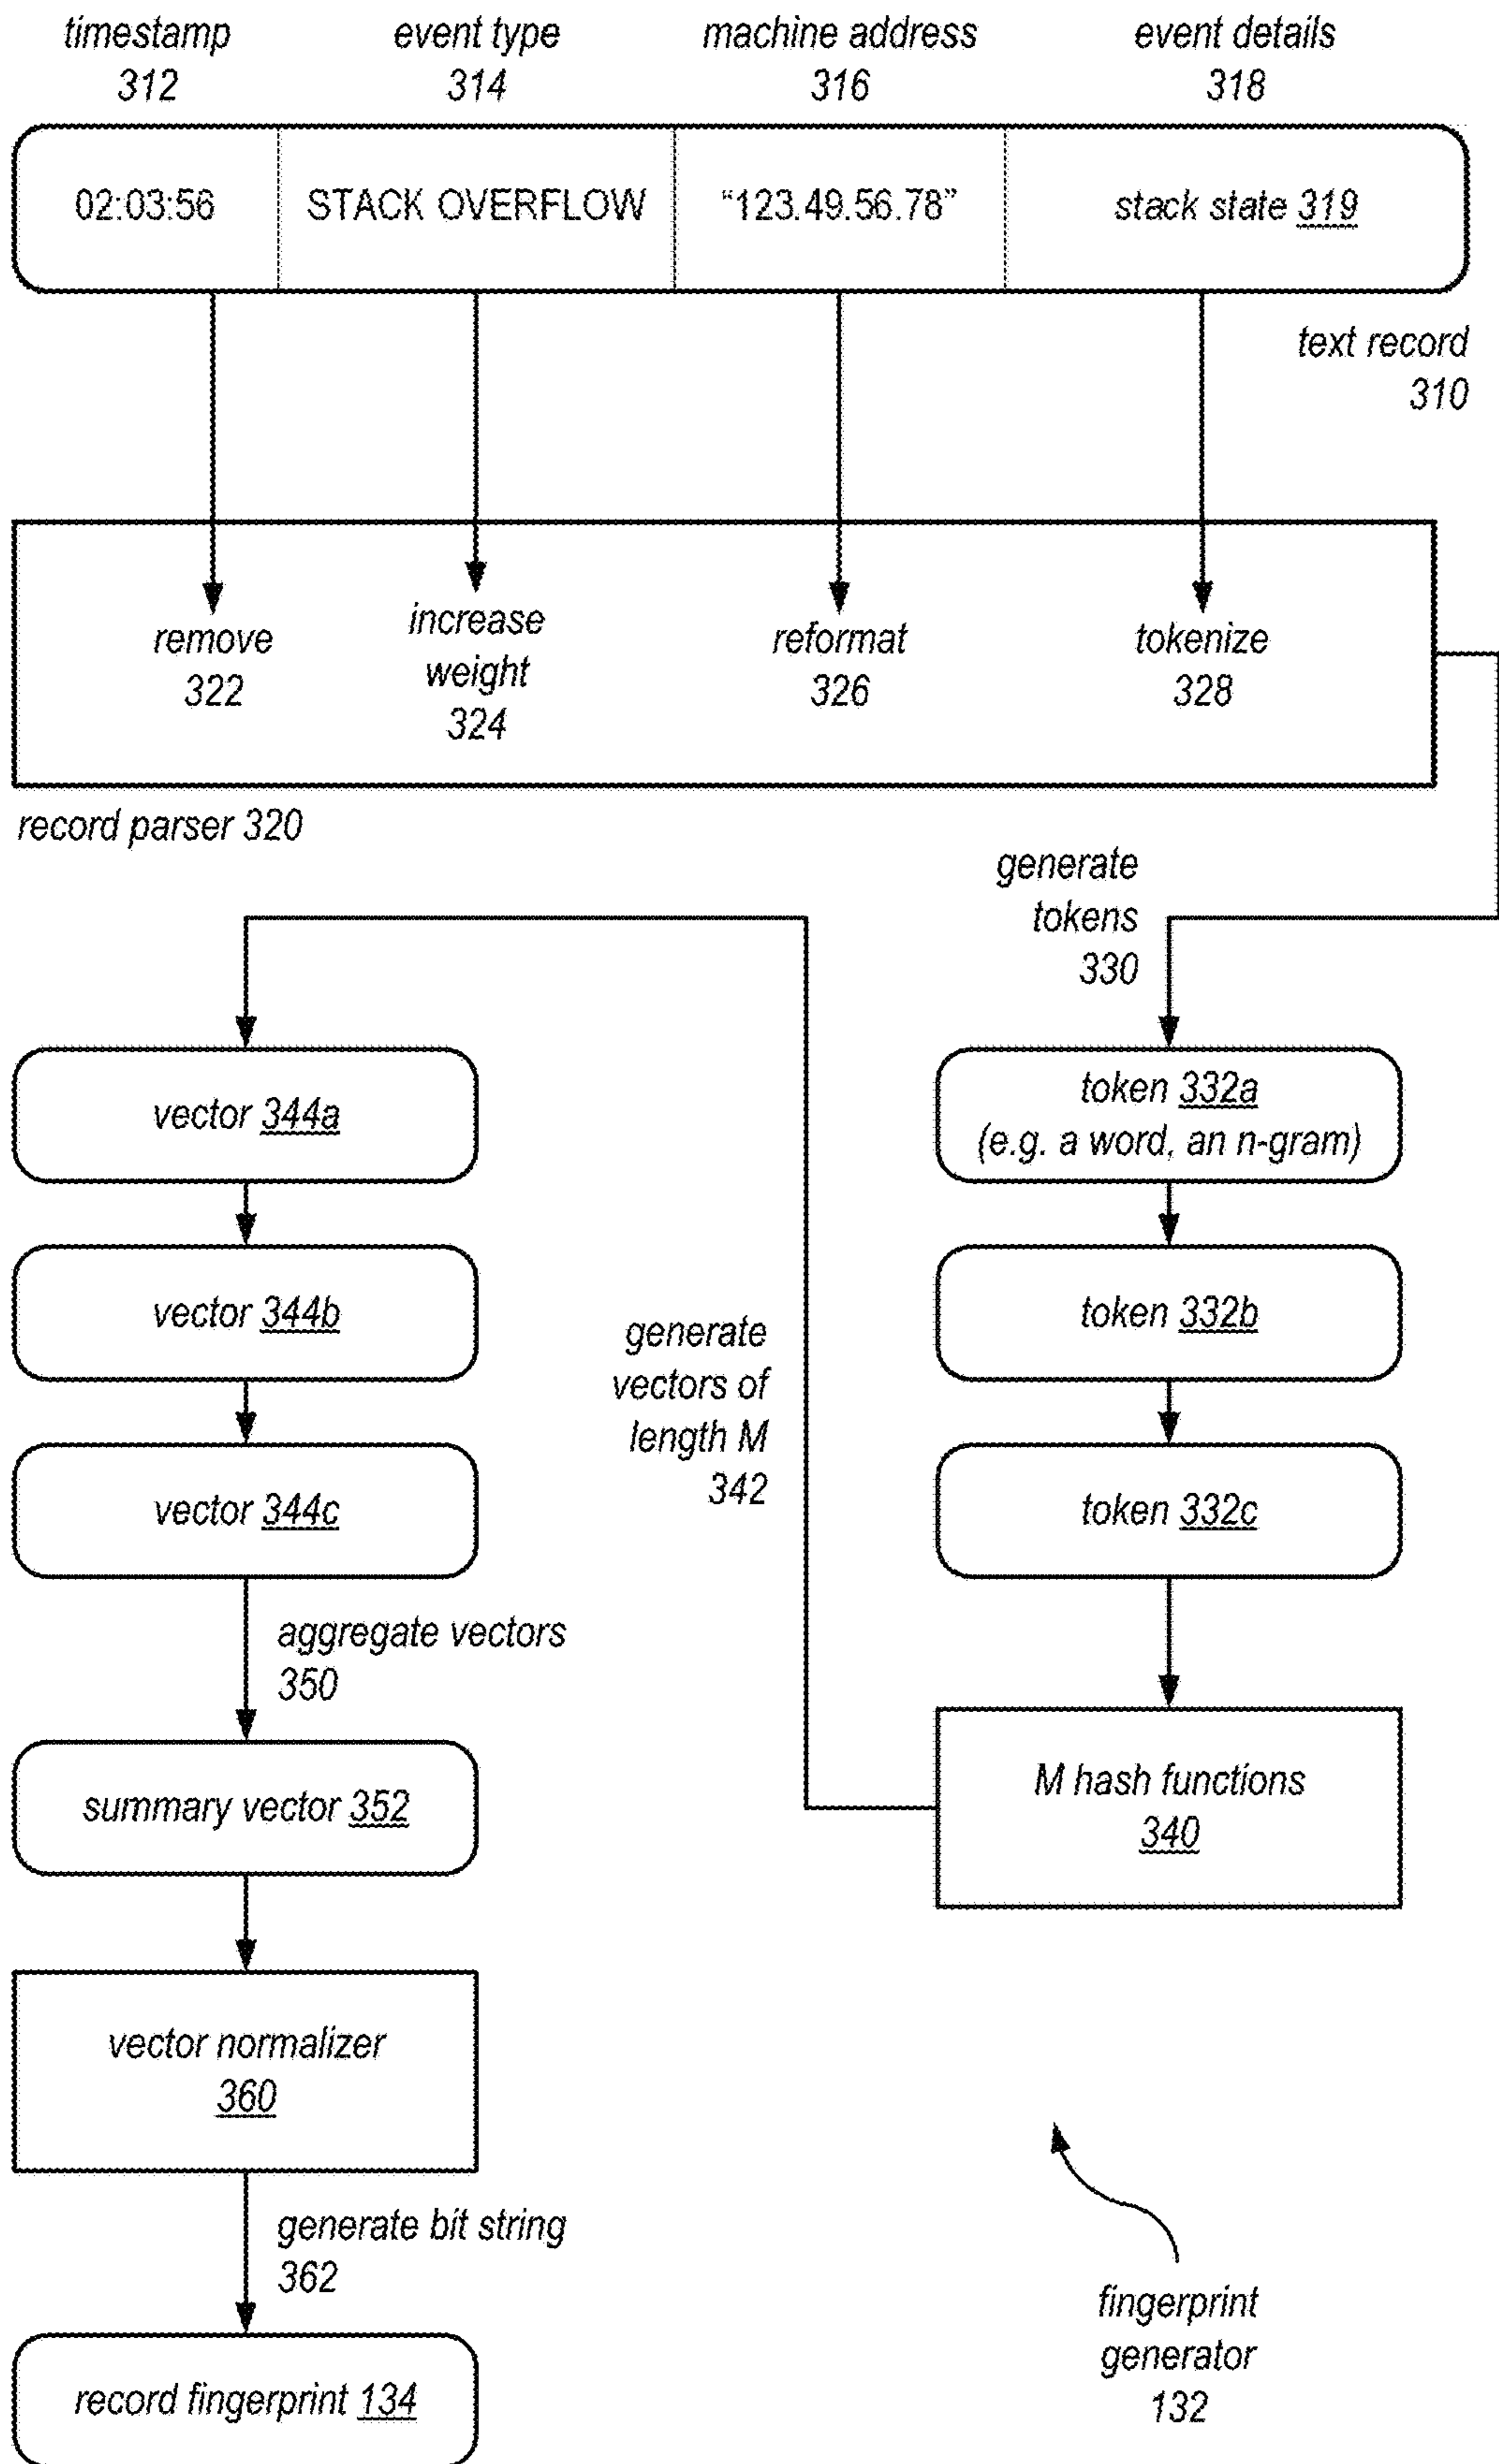 timestamp
312
event type
314
machine address
316
event details
318
02:03:56
STACK OVERFLOW
“123.49.56.78”
stack state 319
text record
310
remove
322
increase
weight
324
reformat
326
tokenize
328
record parser 320
generate
tokens
330
token 332a
(e.g. a word, an n-gram)
token 332b
token 332c
M hash functions
340
generate
vectors of
length M
342
vector 344a
vector 344b
vector 344c
aggregate vectors
350
summary vector 352
vector normalizer
360
generate bit string
362
record fingerprint 134
fingerprint
generator
132